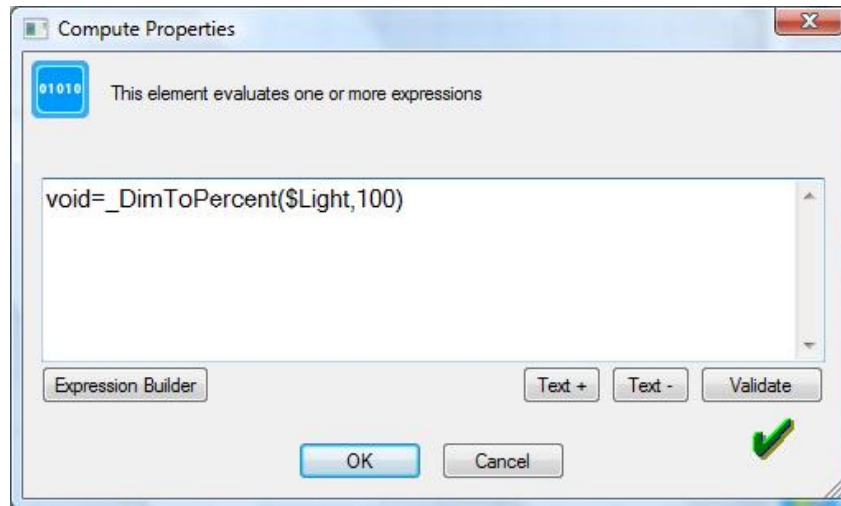 Compute Properties
01010
This element evaluates one or more expressions
void=_DimToPercent($Light,100)
Expression Builder
Text +
Text -
Validate
OK
Cancel